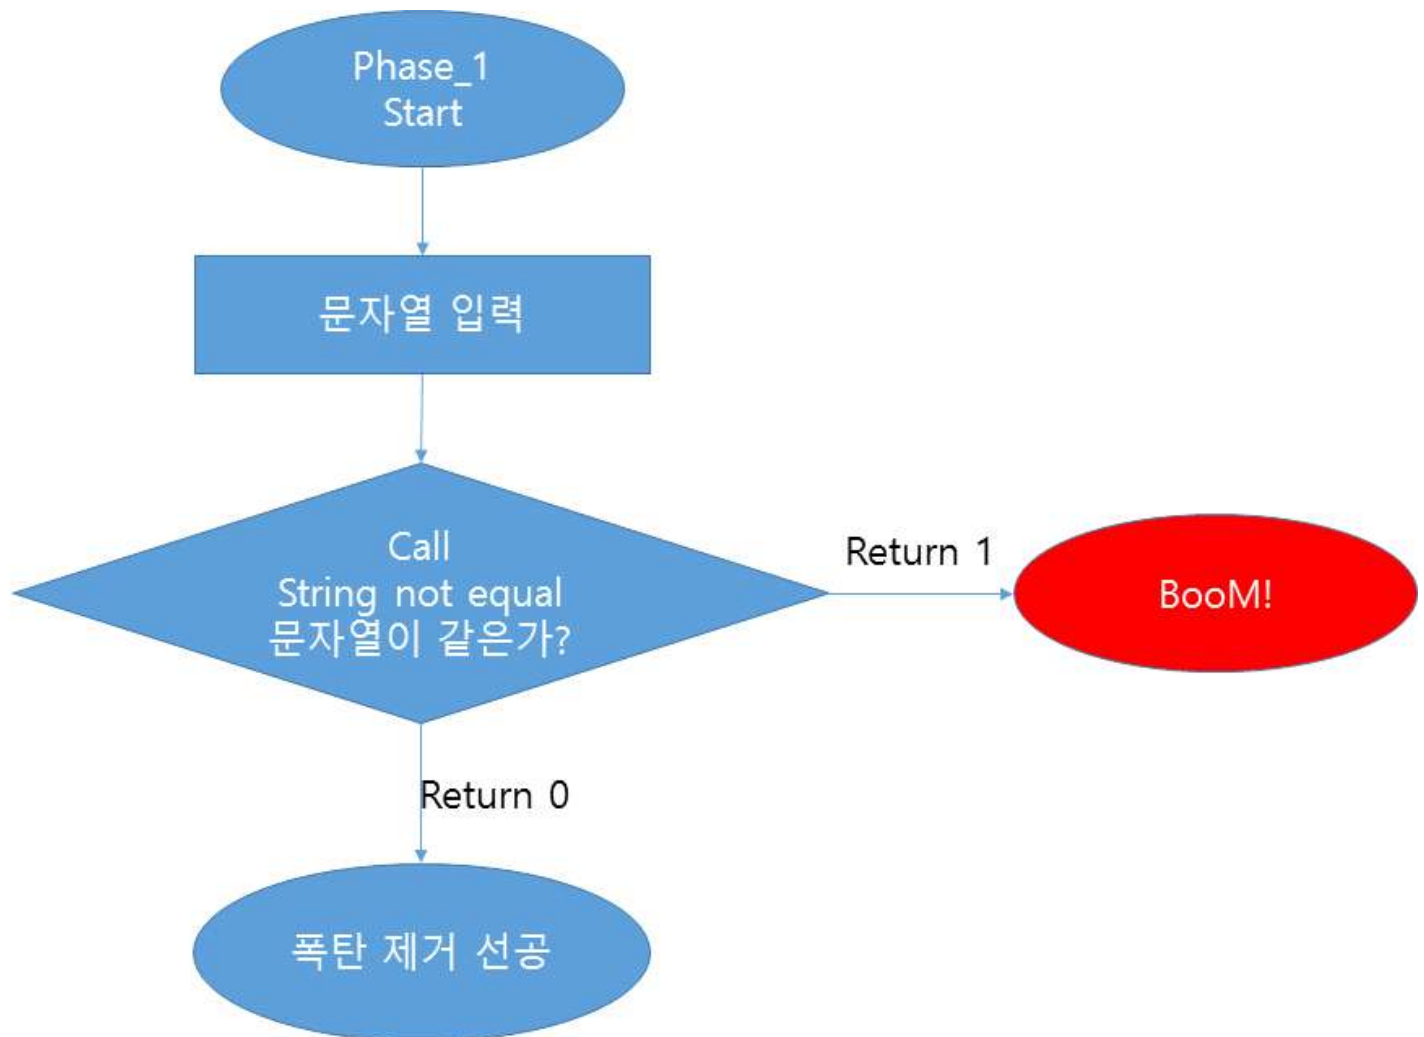 Phase_1
Start
문자열 입력
Call
String not equal
문자열이 같은가?
Return 1
BooM!
Return 0
폭탄 제거 선공